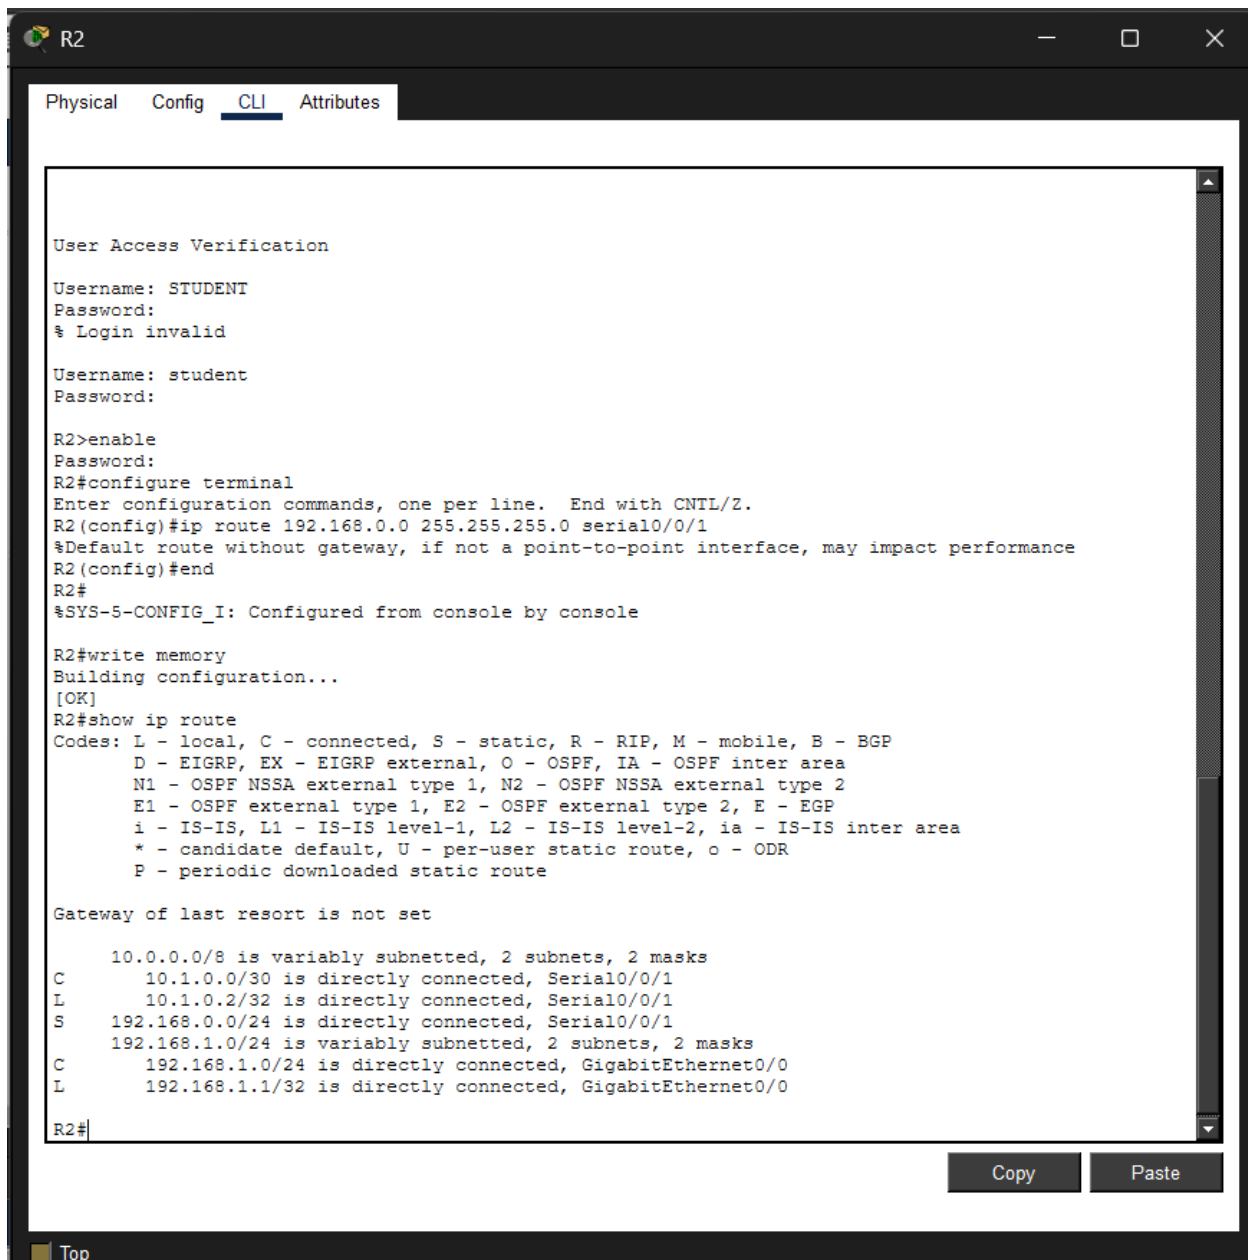 R2
Physical Config CLI Attributes
User Access Verification
Username: STUDENT
Password:
% Login invalid
Username: student
Password:
R2>enable
Password:
R2#configure terminal
Enter configuration commands, one per line.  End with CNTL/Z.
R2(config)#ip route 192.168.0.0 255.255.255.0 serial0/0/1
%Default route without gateway, if not a point-to-point interface, may impact performance
R2(config)#end
R2#
%SYS-5-CONFIG_I: Configured from console by console
R2#write memory
Building configuration...
[OK]
R2#show ip route
Codes: L - local, C - connected, S - static, R - RIP, M - mobile, B - BGP
       D - EIGRP, EX - EIGRP external, O - OSPF, IA - OSPF inter area
       N1 - OSPF NSSA external type 1, N2 - OSPF NSSA external type 2
       E1 - OSPF external type 1, E2 - OSPF external type 2, E - EGP
       i - IS-IS, L1 - IS-IS level-1, L2 - IS-IS level-2, ia - IS-IS inter area
       * - candidate default, U - per-user static route, o - ODR
       P - periodic downloaded static route
Gateway of last resort is not set
     10.0.0.0/8 is variably subnetted, 2 subnets, 2 masks
C       10.1.0.0/30 is directly connected, Serial0/0/1
L       10.1.0.2/32 is directly connected, Serial0/0/1
S    192.168.0.0/24 is directly connected, Serial0/0/1
     192.168.1.0/24 is variably subnetted, 2 subnets, 2 masks
C       192.168.1.0/24 is directly connected, GigabitEthernet0/0
L       192.168.1.1/32 is directly connected, GigabitEthernet0/0
R2#
Copy Paste
Top